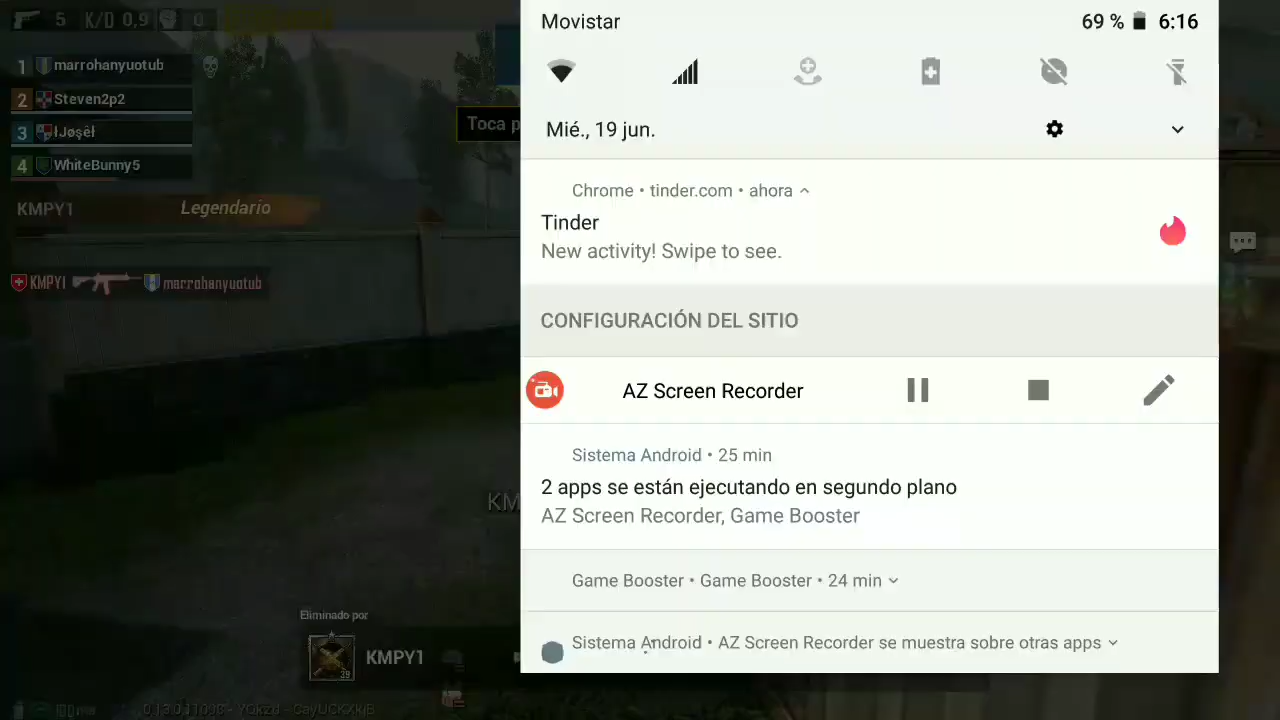 5 K/D 0,9 0
1 marrohanyuotub
2 Steven2p2
3 IJøşëł
4 WhiteBunny5
KMPY1 Legendario
KMPY1 marrohanyuotub
Toca p
KM
Eliminado por
39
KMPY1
Movistar 69 % 6:16
Mié., 19 jun.
Chrome • tinder.com • ahora
Tinder
New activity! Swipe to see.
CONFIGURACIÓN DEL SITIO
AZ Screen Recorder
Sistema Android • 25 min
2 apps se están ejecutando en segundo plano
AZ Screen Recorder, Game Booster
Game Booster • Game Booster • 24 min
Sistema Android • AZ Screen Recorder se muestra sobre otras apps